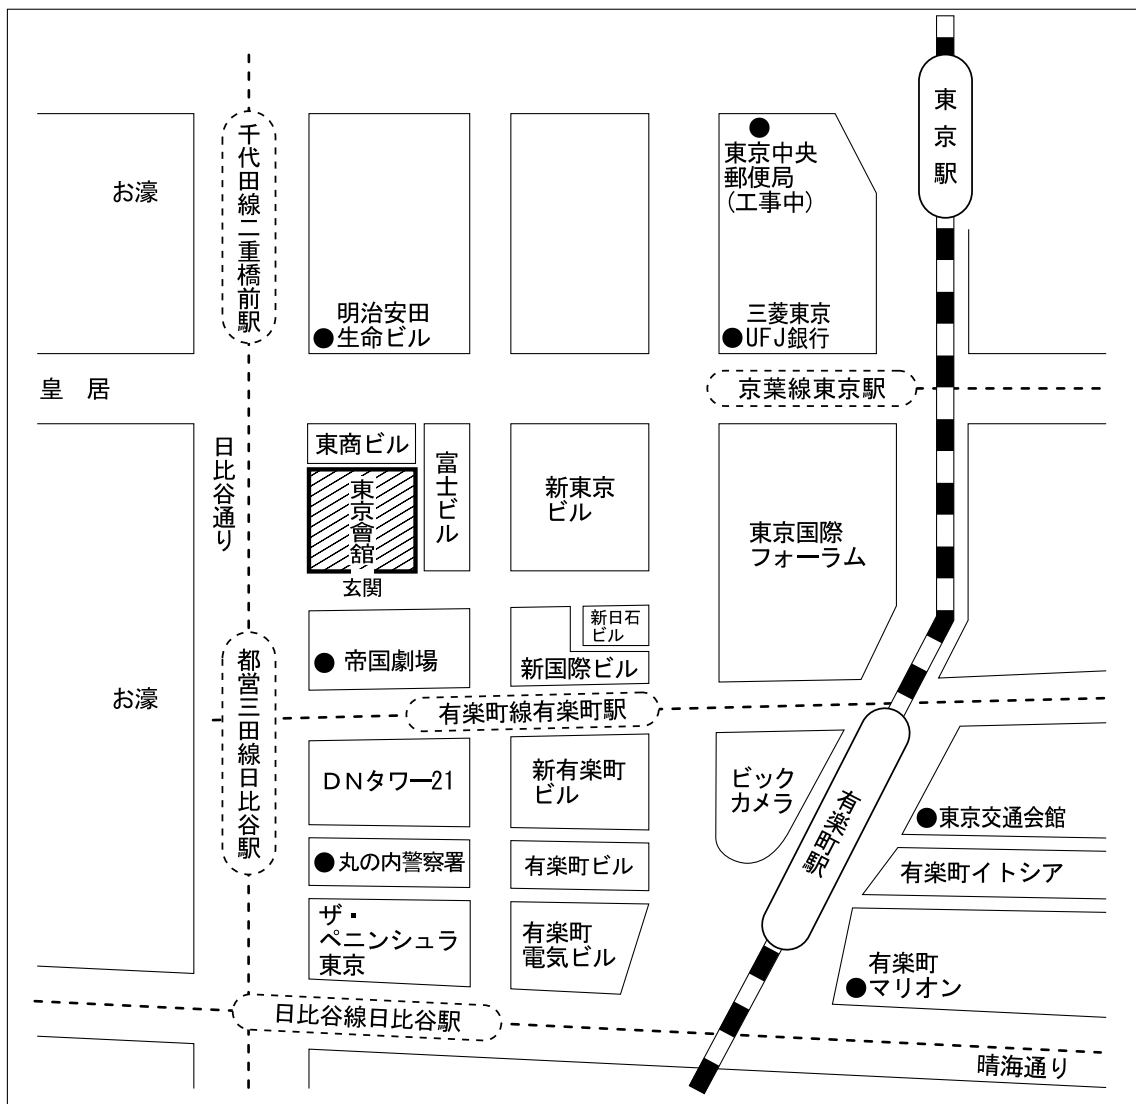 東京駅
東京中央
郵便局
(工事中)
千代田線二重橋前駅
お濠
明治安田
生命ビル
三菱東京
UFJ銀行
皇 居
京葉線東京駅
日比谷通り
東商ビル
富士ビル
東京會舘
玄関
新東京
ビル
東京国際
フォーラム
新日石
ビル
帝国劇場
新国際ビル
都営三田線日比谷駅
お濠
有楽町線有楽町駅
DNタワー21
新有楽町
ビル
ビック
カメラ
有楽町駅
東京交通会館
丸の内警察署
有楽町ビル
有楽町イトシア
ザ・
ペニンシュラ
東京
有楽町
電気ビル
有楽町
マリオン
日比谷線日比谷駅
晴海通り